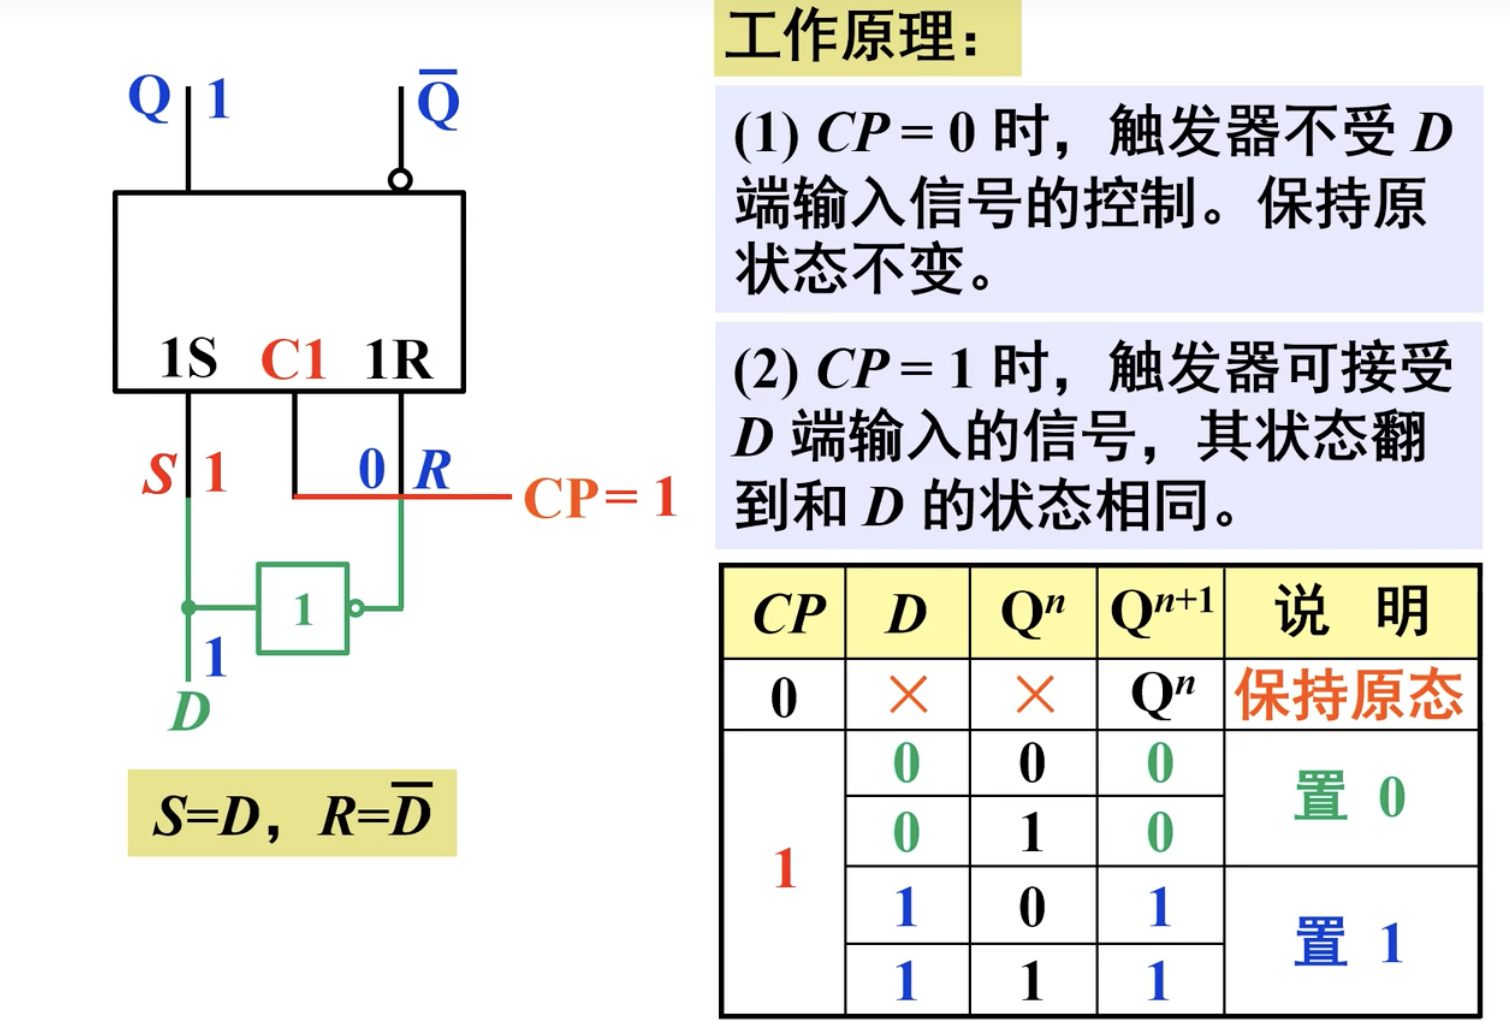 工作原理：
Q 1 Q̅
(1) CP = 0 时，触发器不受 D
端输入信号的控制。保持原
状态不变。
1S C1 1R
(2) CP = 1 时，触发器可接受
D 端输入的信号，其状态翻
到和 D 的状态相同。
S 1 0 R
CP= 1
1
1
D
S=D，R=D̅
CP D Qⁿ Qⁿ⁺¹ 说 明
0 × × Qⁿ 保持原态
1
0 0 0
0 1 0
置 0
1 0 1
1 1 1
置 1